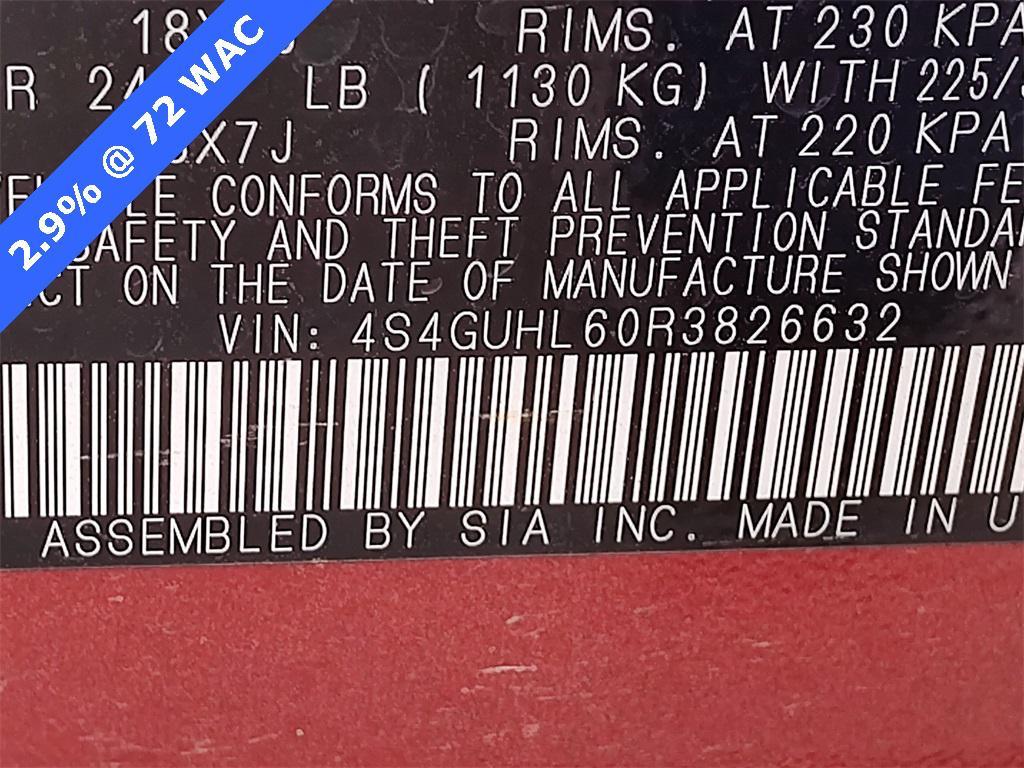 2.9% @ 72 WAC
RIMS. AT 230 KPA
LB ( 1130 KG) WITH 225/
RIMS. AT 220 KPA
CONFORMS TO ALL APPLICABLE
SAFETY AND THEFT PREVENTION
ON THE DATE OF MANUFACTURE SHOWN
VIN: 4S4GUHL60R3826632
ASSEMBLED BY SIA INC. MADE IN